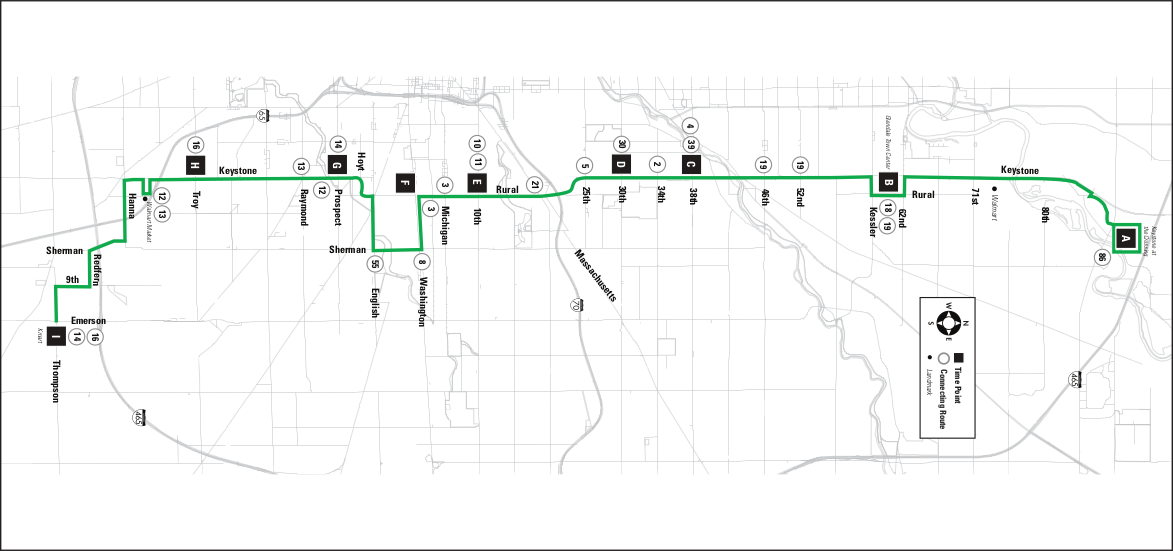 65
16
H
Keystone
Troy
Hanna
12
13
Walmart Market
Sherman
Redfern
9th
Emerson
I
14
16
Kmart
Thompson
465
14
13
G
Hoyt
12
Raymond
Prospect
F
Sherman
55
English
8
Washington
3
3
Michigan
10
11
E
10th
Rural
21
5
25th
30
D
30th
2
34th
4
39
C
38th
Massachusetts
70
19
46th
19
52nd
Glendale Town Center
B
18
19
Kessler
62nd
Rural
71st
Walmart
Keystone
80th
A
Keystone at
the Crossing
86
465
N
W
E
S
Time Point
Connecting Route
Landmark